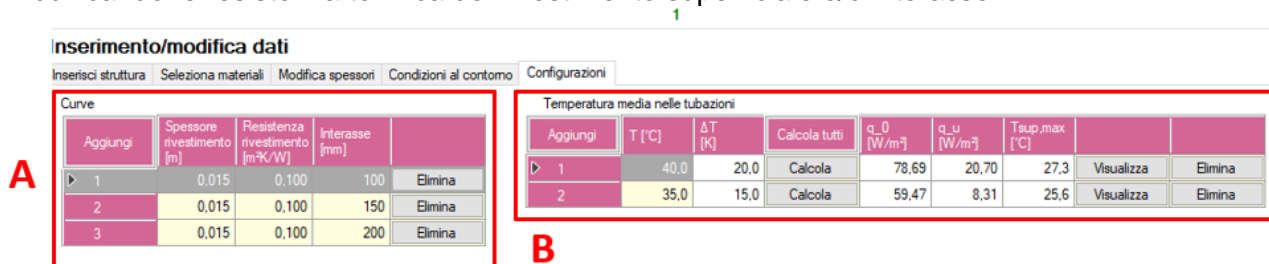 1
Inserimento/modifica dati
Inserisci struttura Seleziona materiali Modifica spessori Condizioni al contorno Configurazioni
A
Curve
Aggiungi Spessore rivestimento [m] Resistenza rivestimento [m²K/W] Interasse [mm]
1 0,015 0,100 100 Elimina
2 0,015 0,100 150 Elimina
3 0,015 0,100 200 Elimina
Temperatura media nelle tubazioni
Aggiungi T [°C] ΔT [K] Calcola tutti q_0 [W/m²] q_u [W/m²] Tsup,max [°C]
1 40,0 20,0 Calcola 78,69 20,70 27,3 Visualizza Elimina
2 35,0 15,0 Calcola 59,47 8,31 25,6 Visualizza Elimina
B